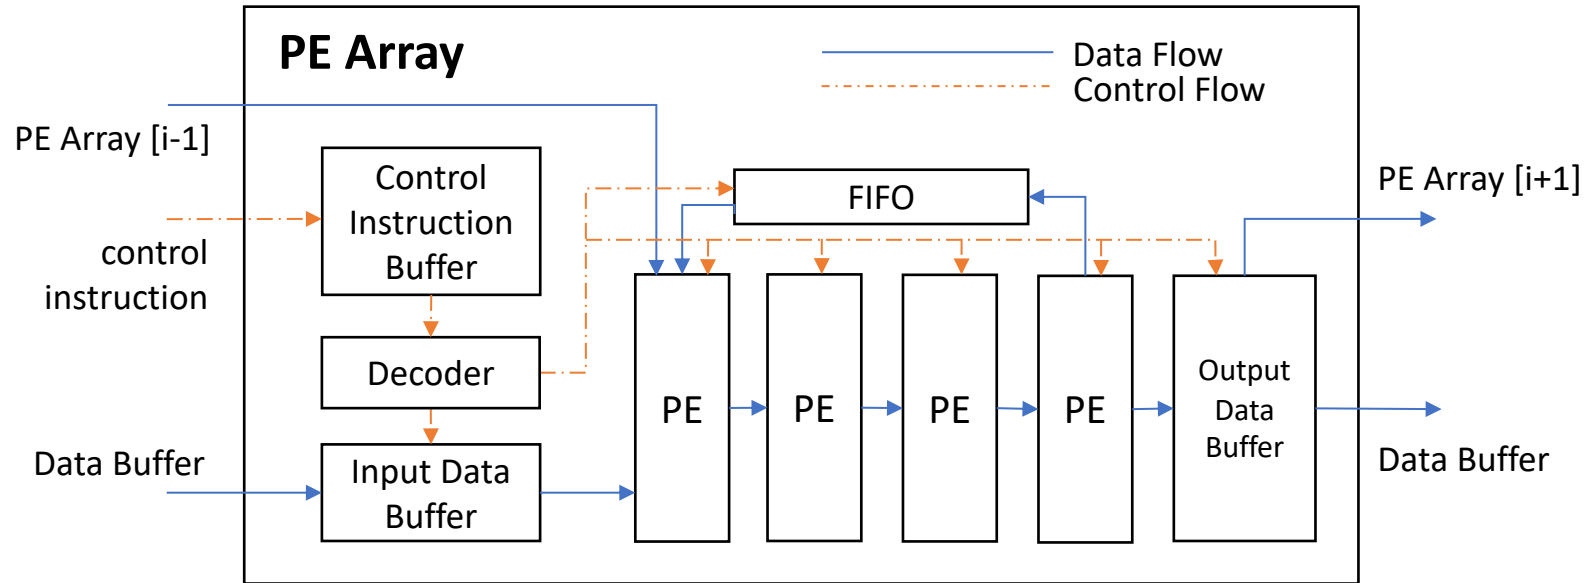 PE Array
Data Flow
Control Flow
PE Array [i-1]
control
instruction
Data Buffer
Control
Instruction
Buffer
Decoder
Input Data
Buffer
FIFO
PE
PE
PE
PE
Output
Data
Buffer
PE Array [i+1]
Data Buffer